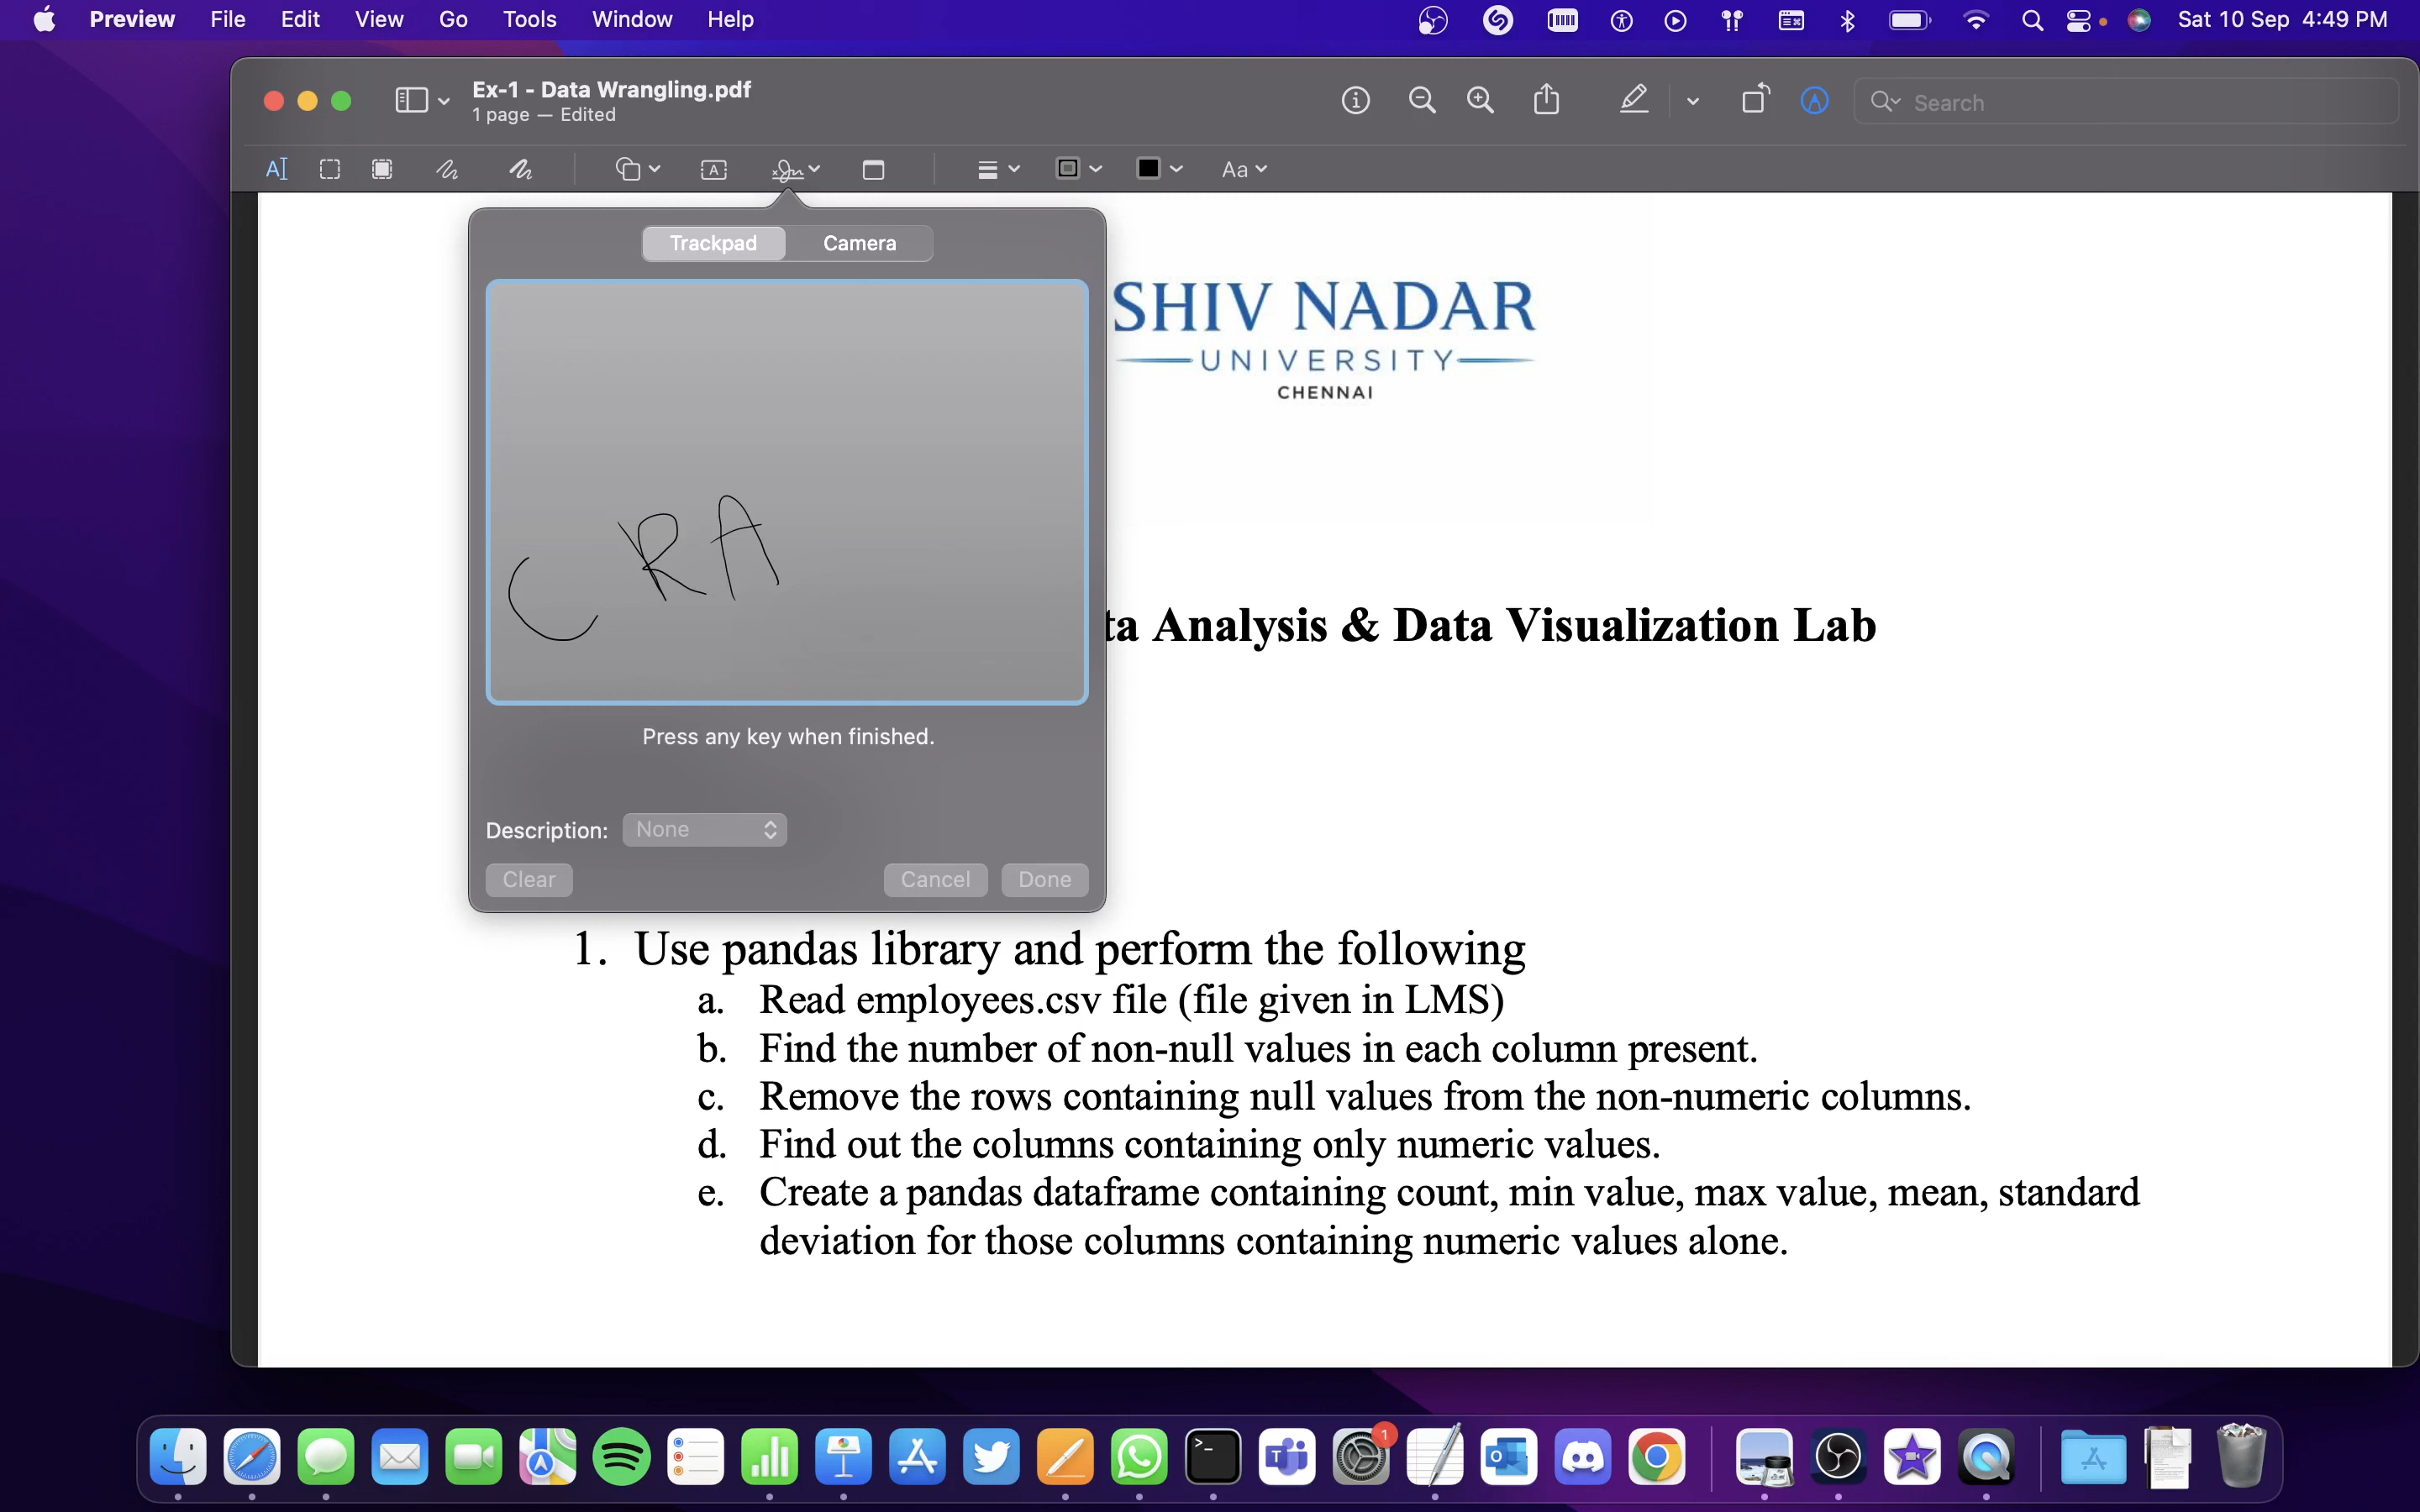 Preview File Edit View Go Tools Window Help Sat 10 Sep 4:49 PM
Ex-1 - Data Wrangling.pdf
1 page — Edited
Search
A Aa
Trackpad Camera
SHIV NADAR
UNIVERSITY
CHENNAI
C R A
ta Analysis & Data Visualization Lab
Press any key when finished.
Description: None
Clear Cancel Done
1. Use pandas library and perform the following
a. Read employees.csv file (file given in LMS)
b. Find the number of non-null values in each column present.
c. Remove the rows containing null values from the non-numeric columns.
d. Find out the columns containing only numeric values.
e. Create a pandas dataframe containing count, min value, max value, mean, standard
deviation for those columns containing numeric values alone.
1